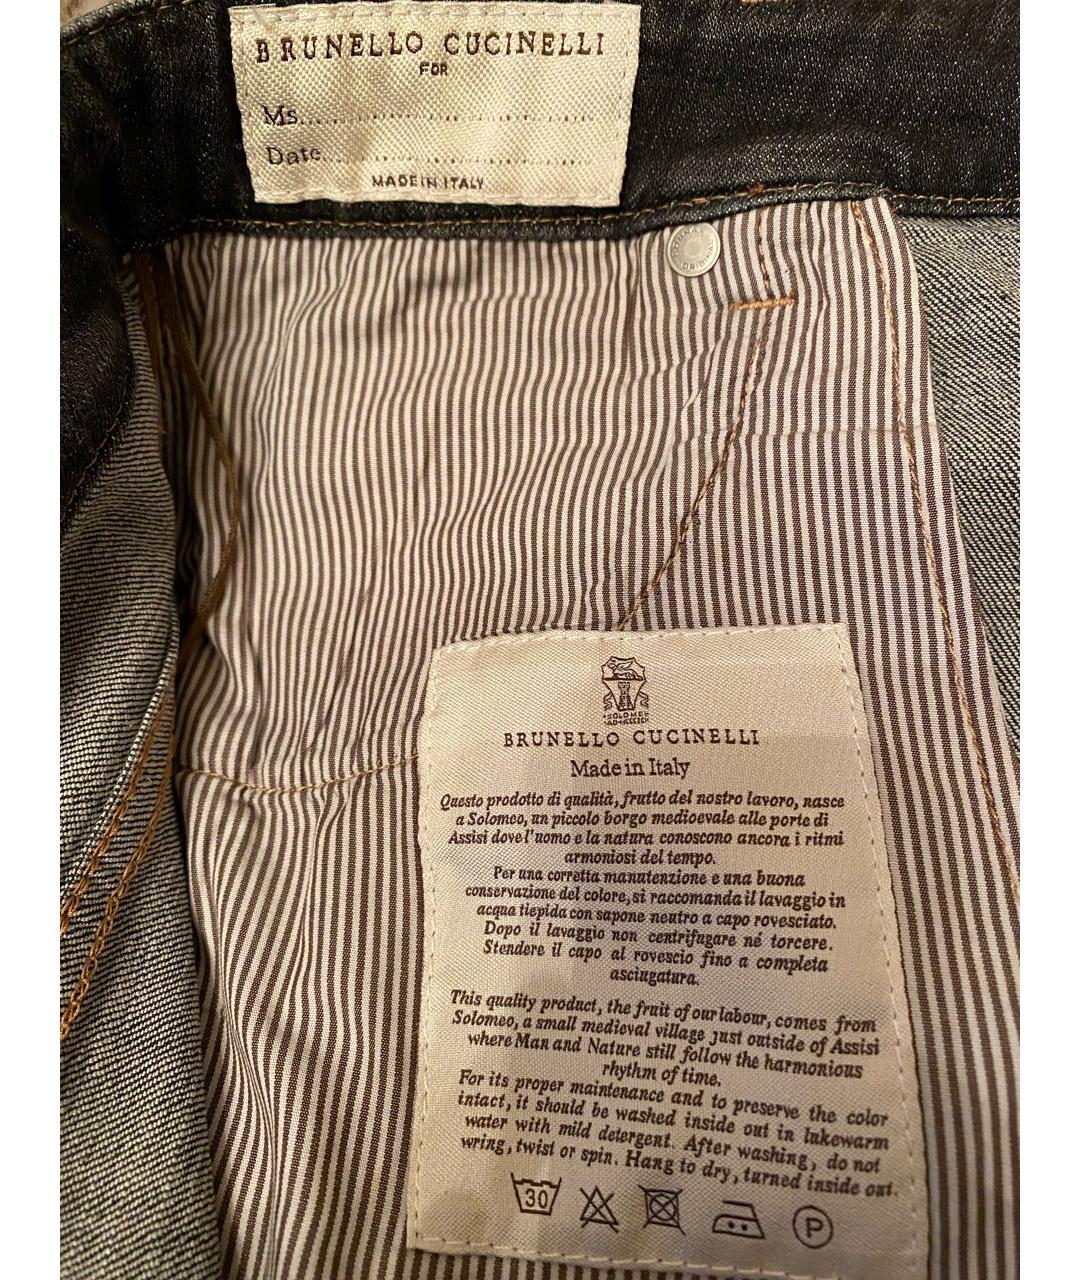 BRUNELLO CUCINELLI
FOR
Ms..............................
Date............................
MADE IN ITALY
ORIGINAL
SOLOMEO
BRUNELLO CUCINELLI
Made in Italy
Questo prodotto di qualità, frutto del nostro lavoro, nasce
a Solomeo, un piccolo borgo medioevale alle porte di
Assisi dove l'uomo e la natura conoscono ancora i ritmi
armoniosi del tempo.
Per una corretta manutenzione e una buona
conservazione del colore, si raccomanda il lavaggio in
acqua tiepida con sapone neutro a capo rovesciato.
Dopo il lavaggio non centrifugare né torcere.
Stendere il capo al rovescio fino a completa
asciugatura.
This quality product, the fruit of our labour, comes from
Solomeo, a small medieval village just outside of Assisi
where Man and Nature still follow the harmonious
rhythm of time.
For its proper maintenance and to preserve the color
intact, it should be washed inside out in lukewarm
water with mild detergent. After washing, do not
wring, twist or spin. Hang to dry, turned inside out.
30 P